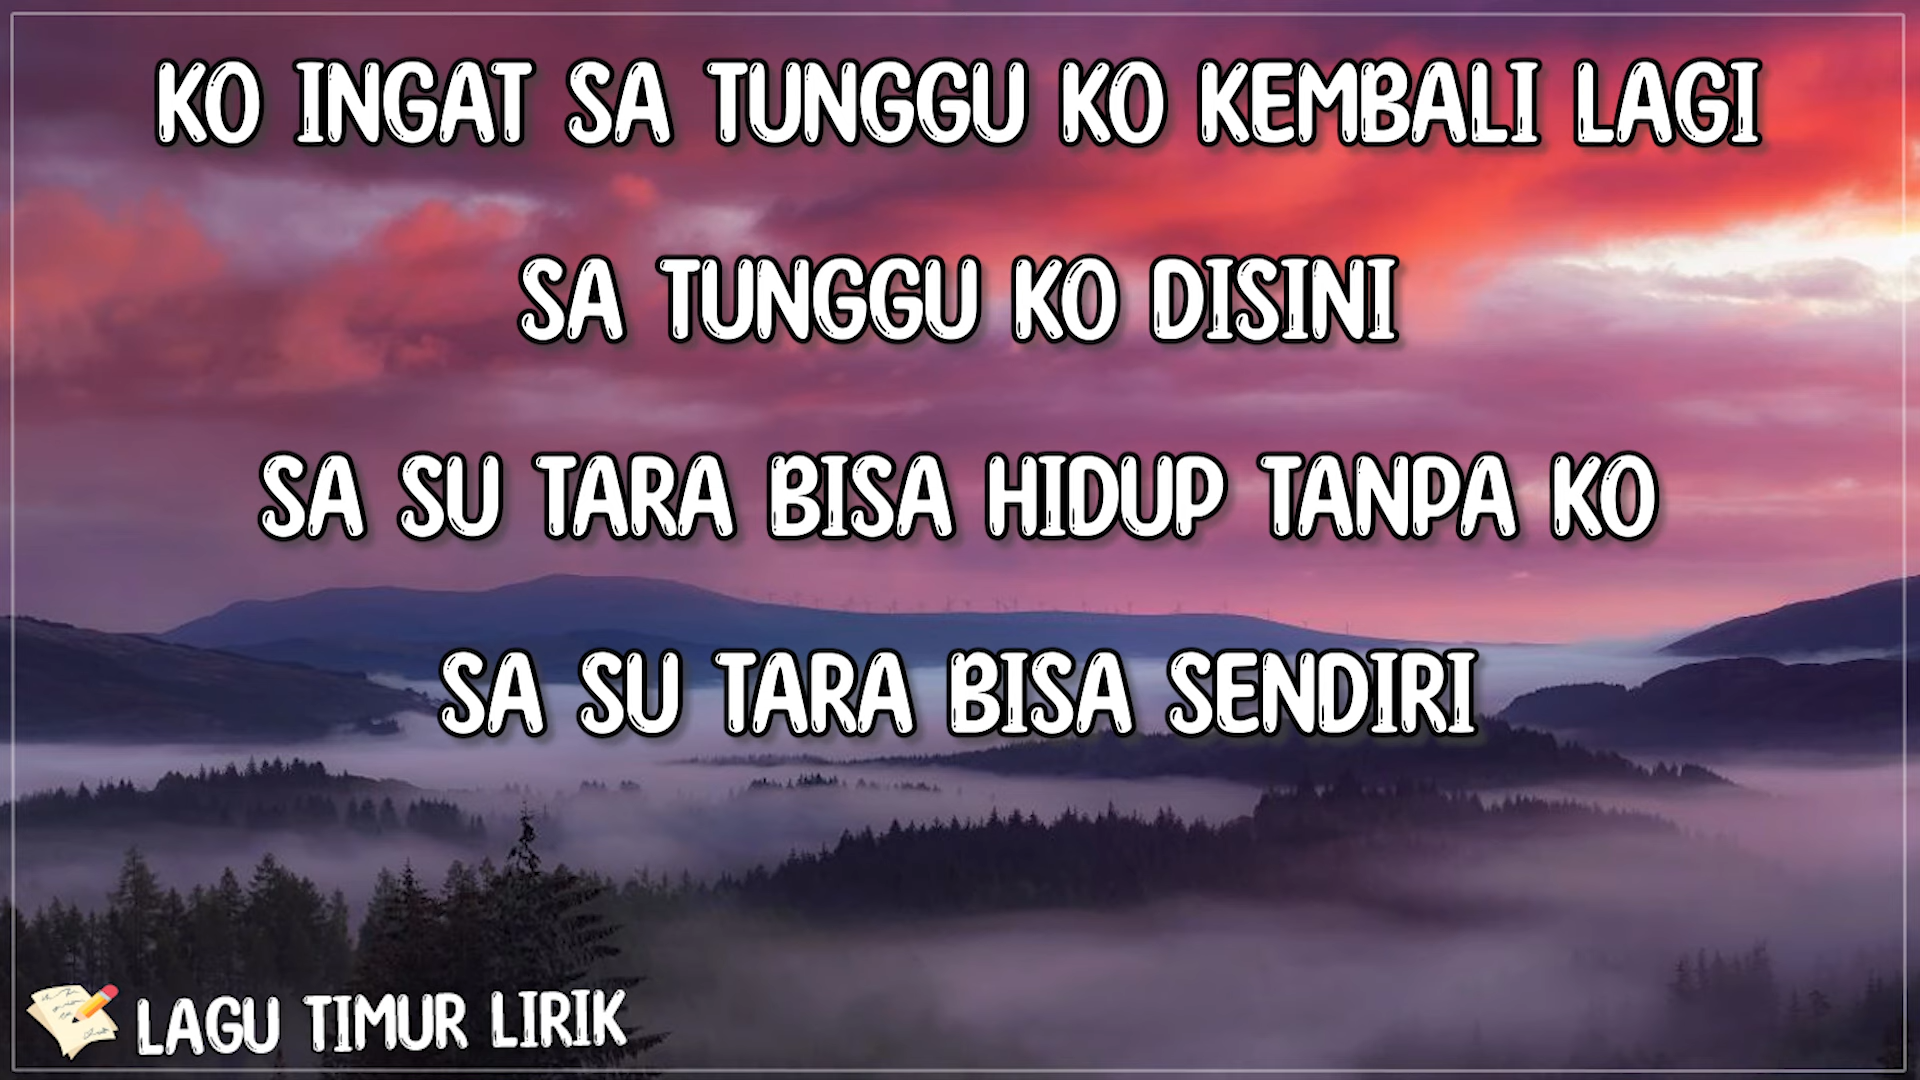 KO INGAT SA TUNGGU KO KEMBALI LAGI
SA TUNGGU KO DISINI
SA SU TARA BISA HIDUP TANPA KO
SA SU TARA BISA SENDIRI
LAGU TIMUR LIRIK